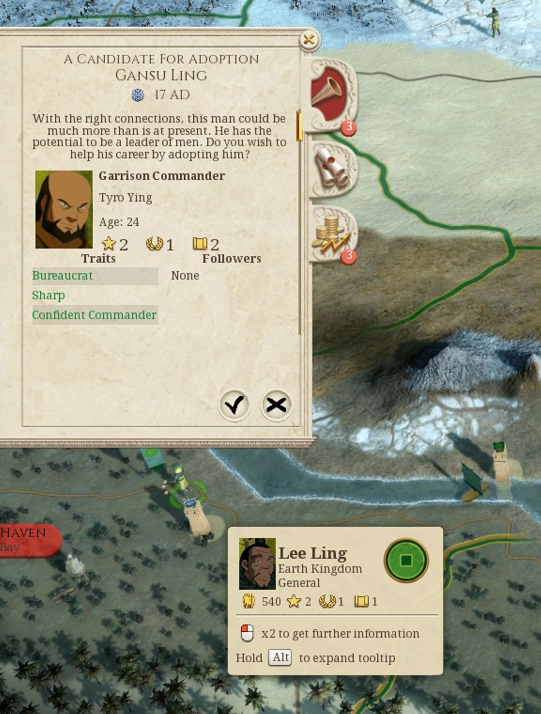 A Candidate For Adoption
Gansu Ling
17 AD
With the right connections, this man could be
much more than is at present. He has the
potential to be a leader of men. Do you wish to
help his career by adopting him?
Garrison Commander
Tyro Ying
Age: 24
2 1 2
Traits Followers
Bureaucrat None
Sharp
Confident Commander
3
3
Haven
Bay
Lee Ling
Earth Kingdom
General
540 2 1 1
x2 to get further information
Hold Alt to expand tooltip